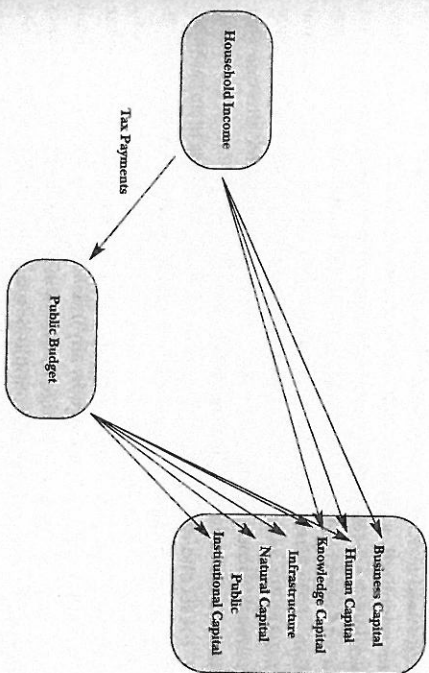 Household Income
Tax Payments
Public Budget
Business Capital
Human Capital
Knowledge Capital
Infrastructure
Natural Capital
Public
Institutional Capital